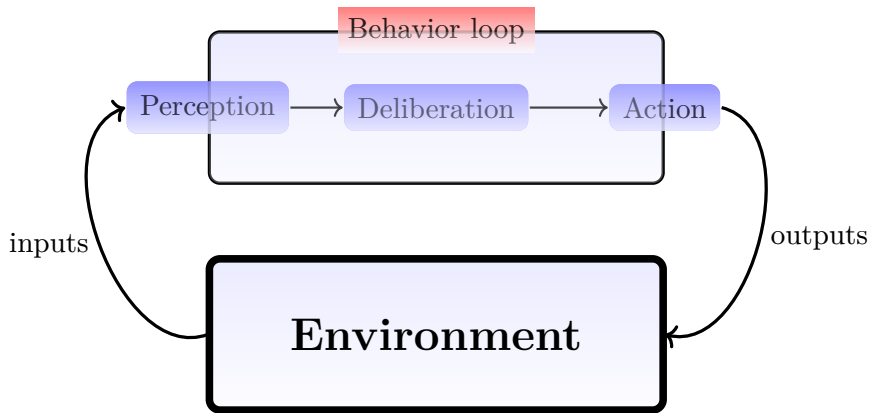 Behavior loop
Perception
Deliberation
Action
inputs
outputs
Environment